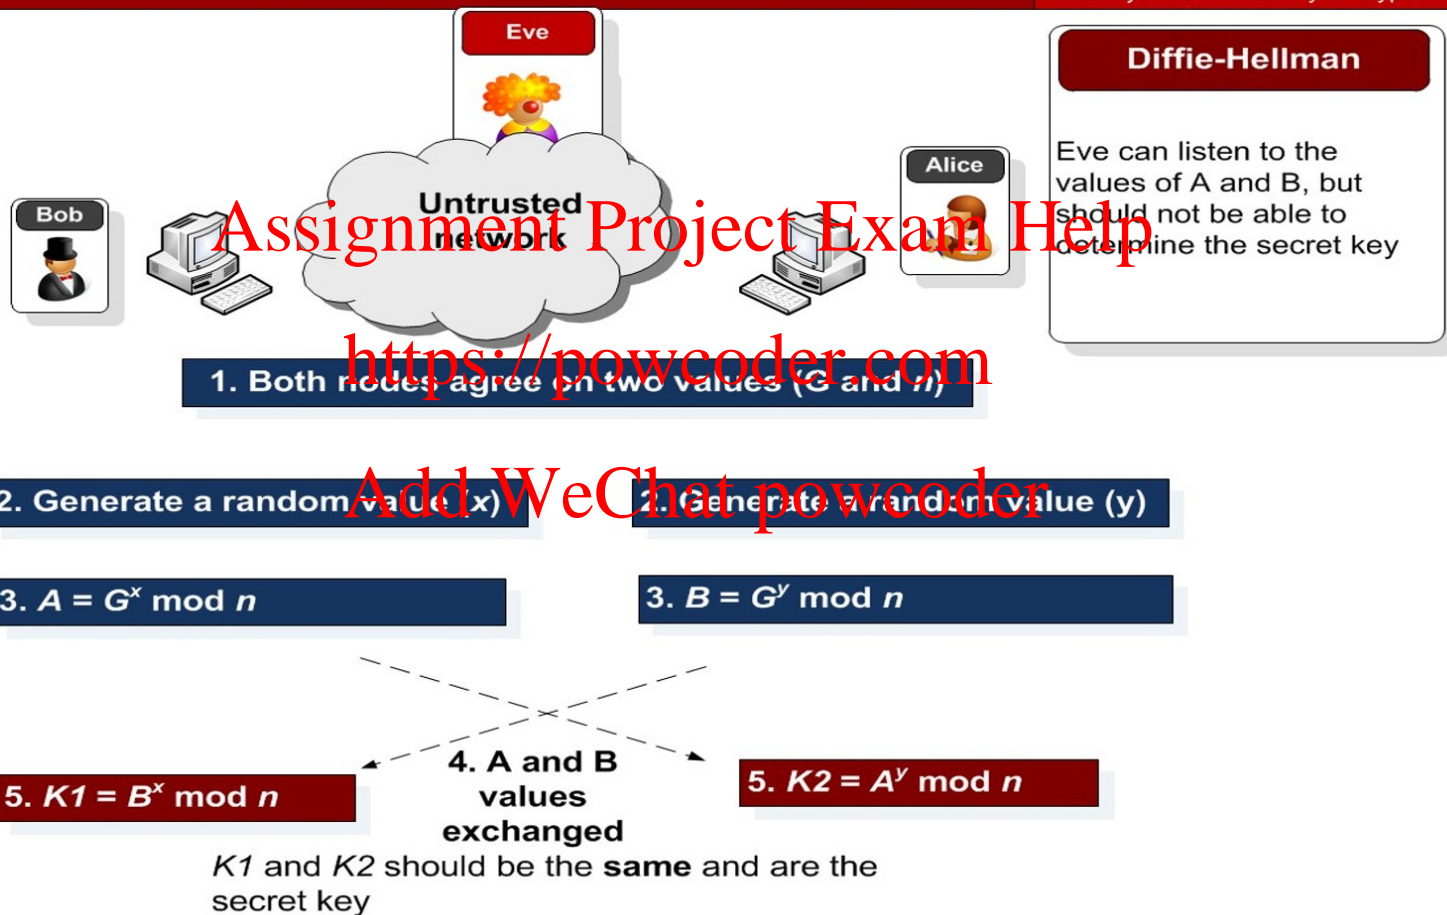 Eve
Diffie-Hellman
Eve can listen to the
values of A and B, but
should not be able to
determine the secret key
Bob
Untrusted
network
Alice
Assignment Project Exam Help
https://powcoder.com
1. Both nodes agree on two values (G and n)
Add WeChat powcoder
2. Generate a random value (x)
2. Generate a random value (y)
3. A = Gˣ mod n
3. B = Gʸ mod n
4. A and B
values
exchanged
5. K1 = Bˣ mod n
5. K2 = Aʸ mod n
K1 and K2 should be the same and are the
secret key